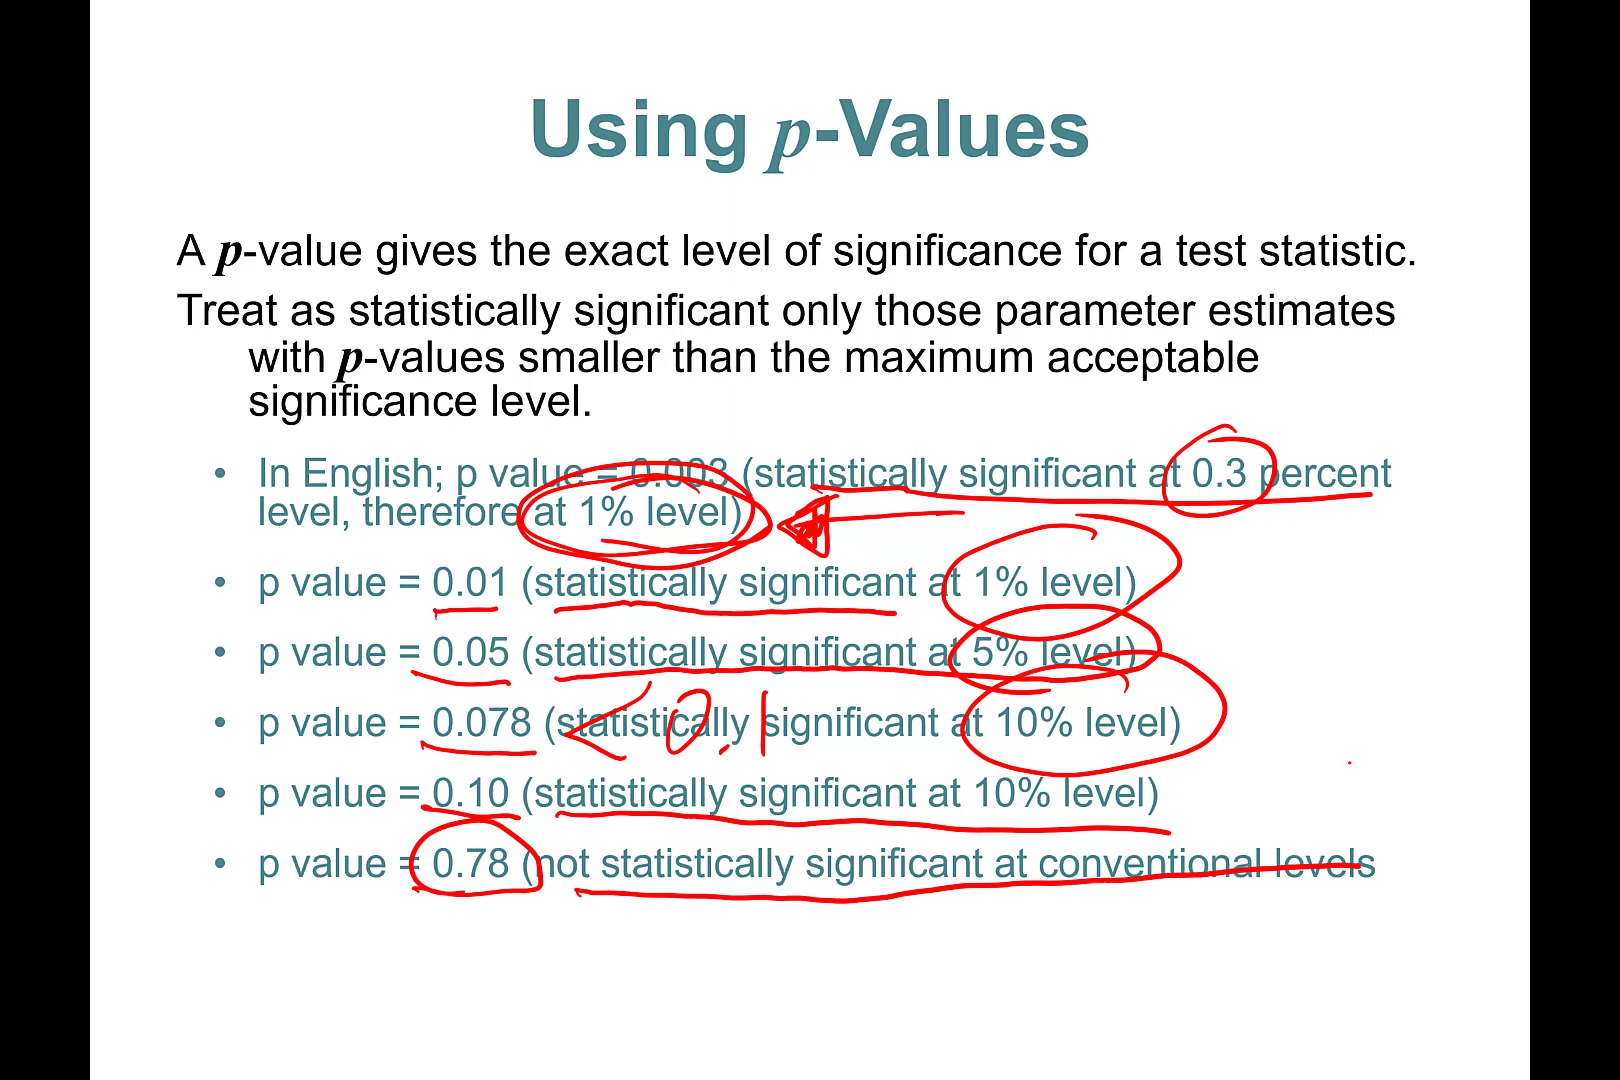 Using p-Values
A p-value gives the exact level of significance for a test statistic.
Treat as statistically significant only those parameter estimates
with p-values smaller than the maximum acceptable
significance level.
• In English; p value = 0.003 (statistically significant at 0.3 percent
level, therefore at 1% level)
• p value = 0.01 (statistically significant at 1% level)
• p value = 0.05 (statistically significant at 5% level)
• p value = 0.078 (statistically significant at 10% level)
< 0.1
• p value = 0.10 (statistically significant at 10% level)
• p value = 0.78 (not statistically significant at conventional levels